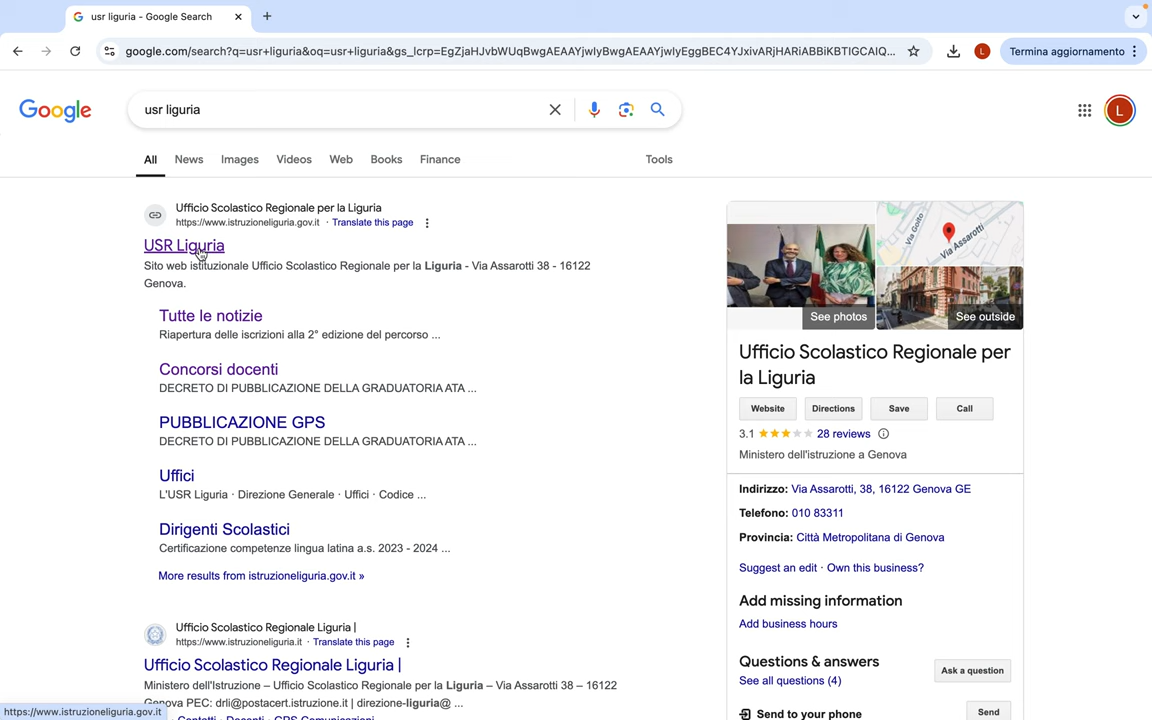 usr liguria - Google Search
google.com/search?q=usr+liguria&oq=usr+liguria&gs_lcrp=EgZjaHJvbWUqBwgAEAAYjwIyBwgAEAAYjwIyEggBEC4YJxivARjHARiABBiKBTIGCAIQ...
L
Termina aggiornamento
Google
usr liguria
L
All News Images Videos Web Books Finance Tools
Ufficio Scolastico Regionale per la Liguria
https://www.istruzioneliguria.gov.it · Translate this page
USR Liguria
Sito web istituzionale Ufficio Scolastico Regionale per la Liguria - Via Assarotti 38 - 16122
Genova.
Tutte le notizie
Riapertura delle iscrizioni alla 2° edizione del percorso ...
Concorsi docenti
DECRETO DI PUBBLICAZIONE DELLA GRADUATORIA ATA ...
PUBBLICAZIONE GPS
DECRETO DI PUBBLICAZIONE DELLA GRADUATORIA ATA ...
Uffici
L'USR Liguria · Direzione Generale · Uffici · Codice ...
Dirigenti Scolastici
Certificazione competenze lingua latina a.s. 2023 - 2024 ...
More results from istruzioneliguria.gov.it »
Ufficio Scolastico Regionale Liguria |
https://www.istruzioneliguria.it · Translate this page
Ufficio Scolastico Regionale Liguria |
Ministero dell'Istruzione – Ufficio Scolastico Regionale per la Liguria – Via Assarotti 38 – 16122
Genova PEC: drli@postacert.istruzione.it | direzione-liguria@ ...
Contatti · Docenti · GPS Comunicazioni
https://www.istruzioneliguria.gov.it
Via Goito
Via Assarotti
See photos
See outside
Ufficio Scolastico Regionale per
la Liguria
Website Directions Save Call
3.1 28 reviews
Ministero dell'istruzione a Genova
Indirizzo: Via Assarotti, 38, 16122 Genova GE
Telefono: 010 83311
Provincia: Città Metropolitana di Genova
Suggest an edit · Own this business?
Add missing information
Add business hours
Questions & answers
See all questions (4)
Ask a question
Send to your phone
Send